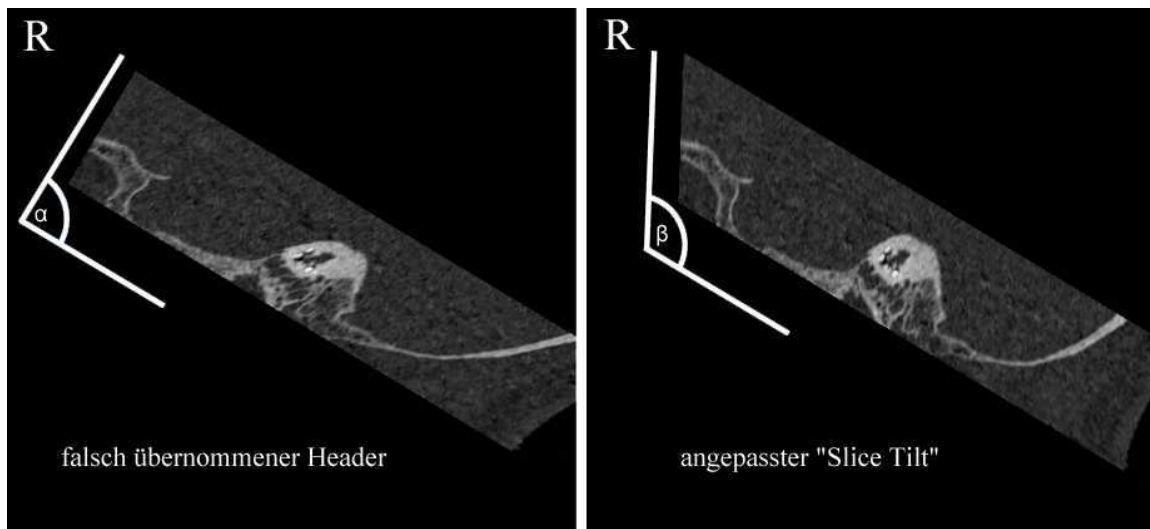 R
α
falsch übernommener Header
R
β
angepasster "Slice Tilt"